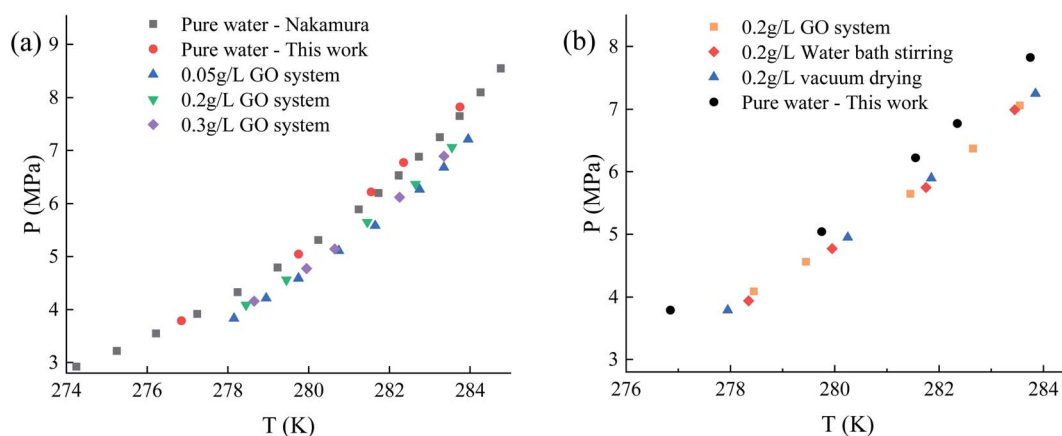 (a)
Pure water - Nakamura
Pure water - This work
0.05g/L GO system
0.2g/L GO system
0.3g/L GO system
9
8
7
6
5
4
3
P (MPa)
274 276 278 280 282 284
T (K)
(b)
0.2g/L GO system
0.2g/L Water bath stirring
0.2g/L vacuum drying
Pure water - This work
8
7
6
5
4
3
P (MPa)
276 278 280 282 284
T (K)